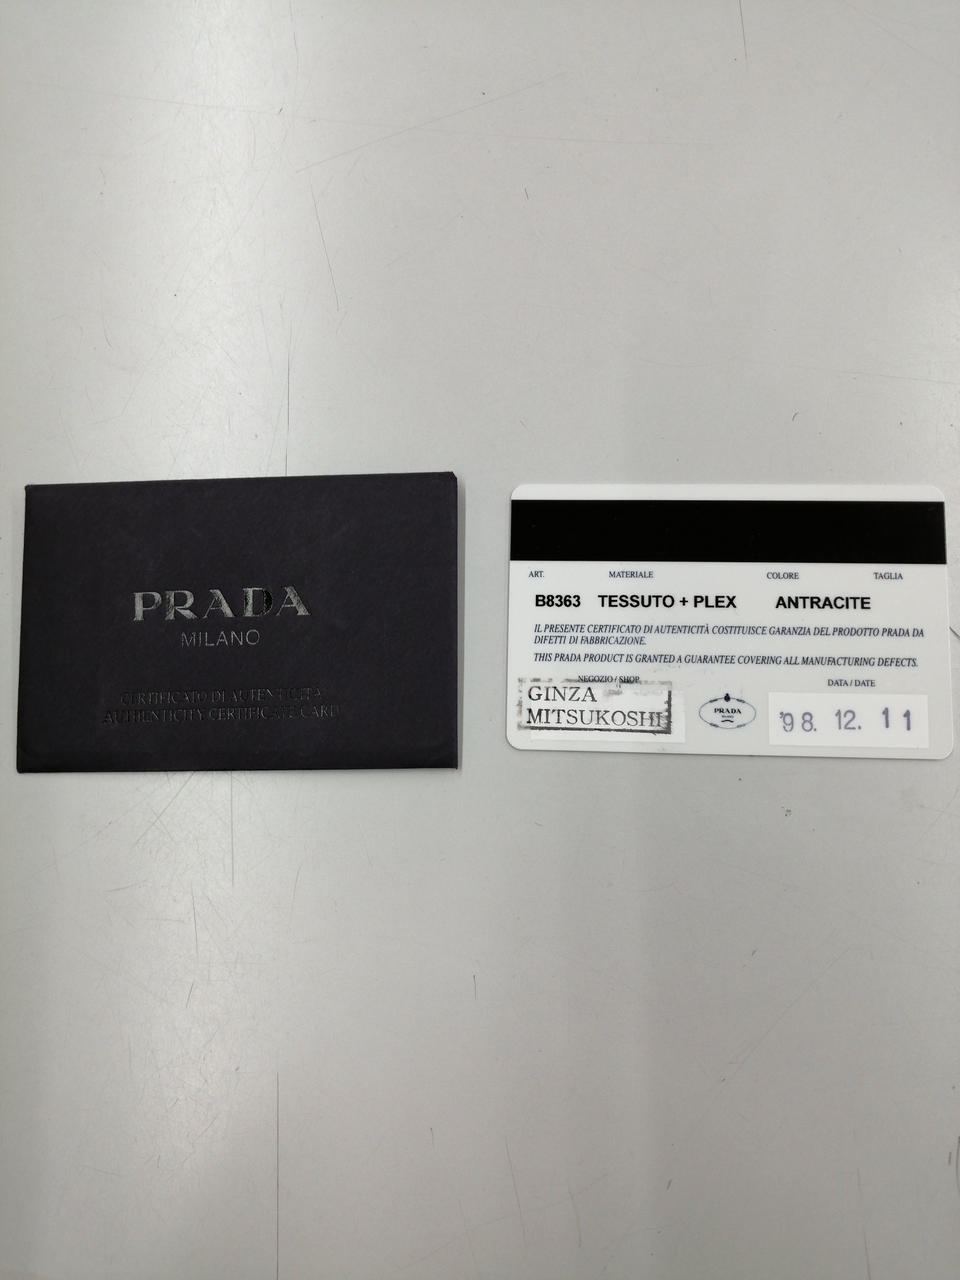 PRADA
MILANO
CERTIFICATO DI AUTENTICITÀ
AUTHENTICITY CERTIFICATE CARD
ART. MATERIALE COLORE TAGLIA
B8363 TESSUTO + PLEX ANTRACITE
IL PRESENTE CERTIFICATO DI AUTENTICITÀ COSTITUISCE GARANZIA DEL PRODOTTO PRADA DA
DIFETTI DI FABBRICAZIONE.
THIS PRADA PRODUCT IS GRANTED A GUARANTEE COVERING ALL MANUFACTURING DEFECTS.
NEGOZIO / SHOP
DATA / DATE
GINZA
MITSUKOSHI
PRADA
MILANO
'98. 12. 11